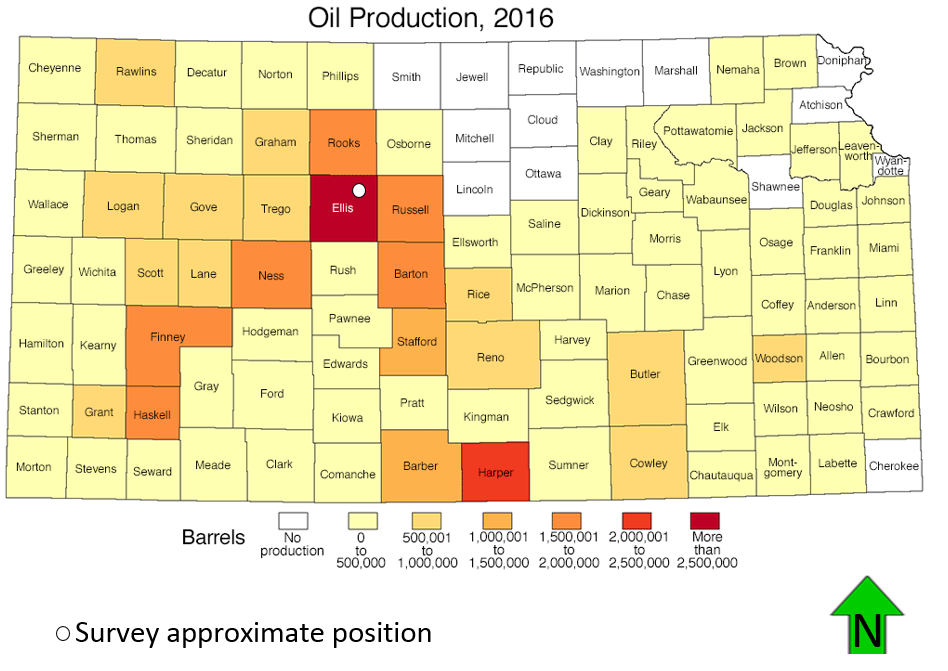 Oil Production, 2016
Cheyenne Rawlins Decatur Norton Phillips Smith Jewell Republic Washington Marshall Nemaha Brown Doniphan
Atchison
Sherman Thomas Sheridan Graham Rooks Osborne Mitchell Cloud Clay Riley Pottawatomie Jackson Jefferson Leaven-
worth
Wyan-
dotte
Wallace Logan Gove Trego Ellis Russell Lincoln Ottawa Geary Wabaunsee Shawnee Douglas Johnson
Saline Dickinson
Greeley Wichita Scott Lane Ness Rush Barton Ellsworth Morris Osage Franklin Miami
Rice McPherson Marion Chase Lyon Coffey Anderson Linn
Hamilton Kearny Finney Hodgeman Pawnee Stafford Reno Harvey
Edwards Butler Greenwood Woodson Allen Bourbon
Stanton Grant Haskell Gray Ford Kiowa Pratt Kingman Sedgwick Elk Wilson Neosho Crawford
Morton Stevens Seward Meade Clark Comanche Barber Harper Sumner Cowley Chautauqua Mont-
gomery Labette Cherokee
Barrels
No
production
0
to
500,000
500,001
to
1,000,000
1,000,001
to
1,500,000
1,500,001
to
2,000,000
2,000,001
to
2,500,000
More
than
2,500,000
Survey approximate position
N